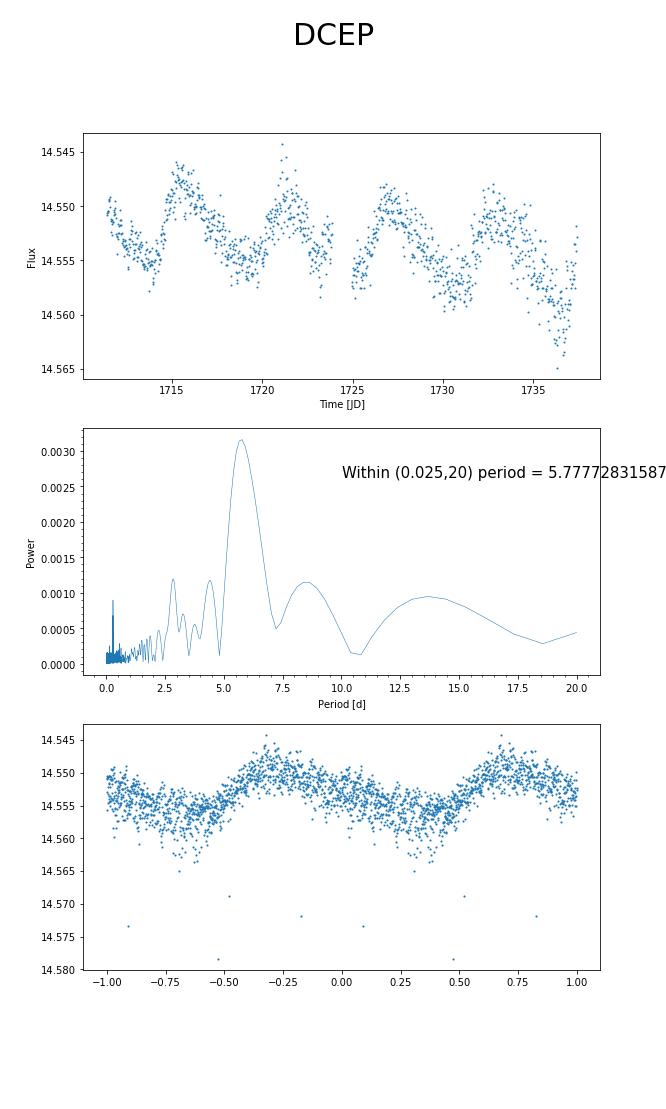 DCEP
14.545
14.550
14.555
14.560
14.565
Flux
1715 1720 1725 1730 1735
Time [JD]
0.0030
0.0025
0.0020
0.0015
0.0010
0.0005
0.0000
Power
Within (0.025,20) period = 5.77772831587
0.0 2.5 5.0 7.5 10.0 12.5 15.0 17.5 20.0
Period [d]
14.545
14.550
14.555
14.560
14.565
14.570
14.575
14.580
−1.00 −0.75 −0.50 −0.25 0.00 0.25 0.50 0.75 1.00